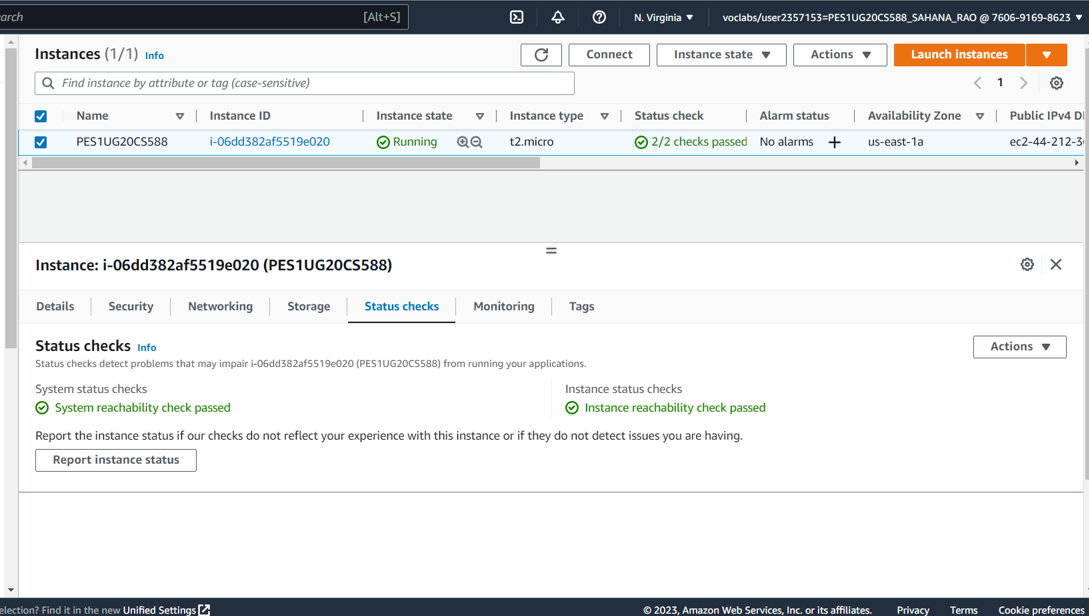 [Alt+S] N. Virginia voclabs/user2357153=PES1UG20CS588_SAHANA_RAO @ 7606-9169-8623
Instances (1/1) Info Connect Instance state Actions Launch instances
Find instance by attribute or tag (case-sensitive) 1
Name Instance ID Instance state Instance type Status check Alarm status Availability Zone Public IPv4
PES1UG20CS588 i-06dd382af5519e020 Running t2.micro 2/2 checks passed No alarms + us-east-1a
Instance: i-06dd382af5519e020 (PES1UG20CS588)
Details Security Networking Storage Status checks Monitoring Tags
Status checks Info Actions
Status checks detect problems that may impair i-06dd382af5519e020 (PES1UG20CS588) from running your applications.
System status checks Instance status checks
System reachability check passed Instance reachability check passed
Report the instance status if our checks do not reflect your experience with this instance or if they do not detect issues you are having.
Report instance status
Find it in the new Unified Settings © 2023, Amazon Web Services, Inc. or its affiliates. Privacy Terms Cookie preferences